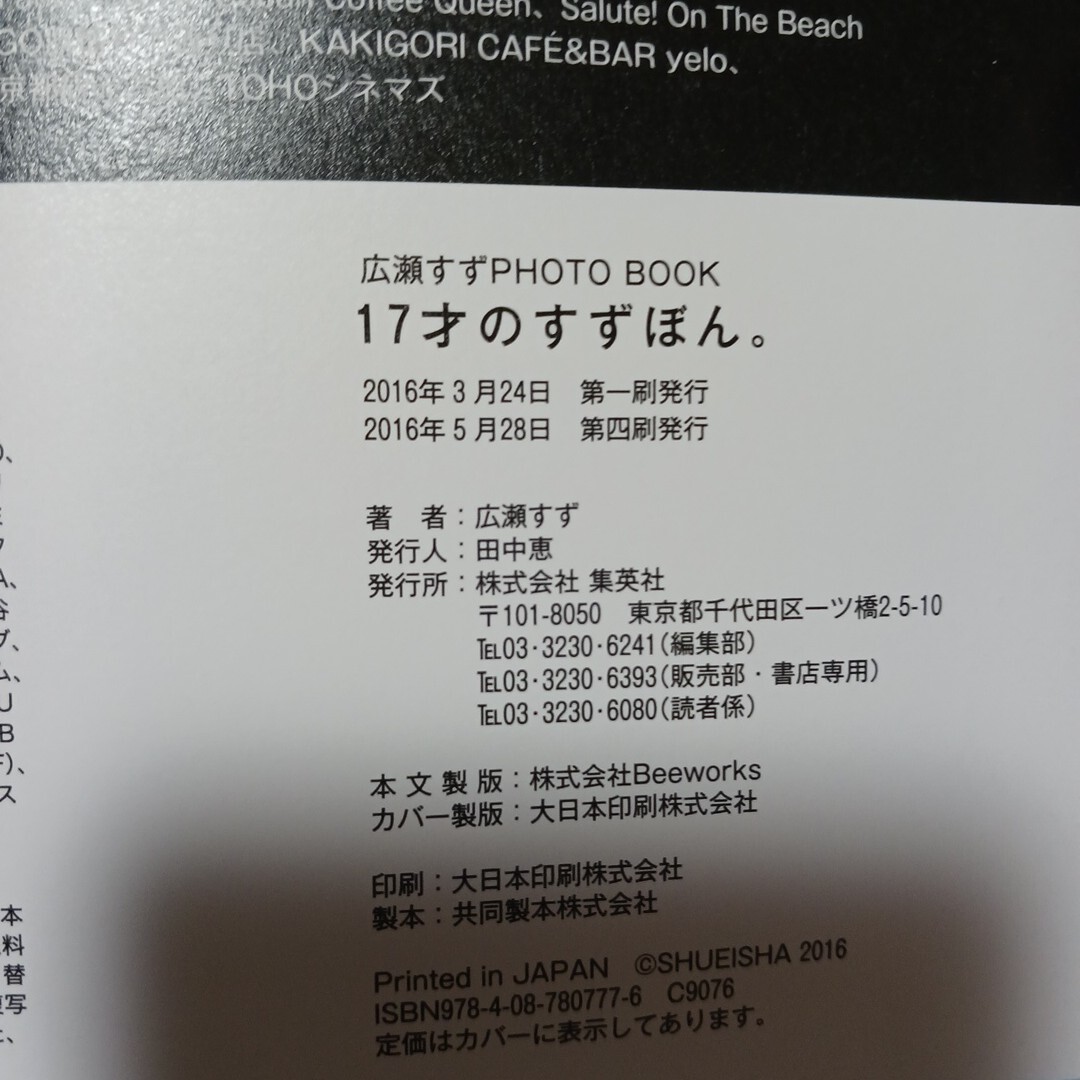 Coffee Queen、Salute! On The Beach
KAKIGORI CAFÉ&BAR yelo、
TOHOシネマズ
広瀬すずPHOTO BOOK
17才のすずぼん。
2016年3月24日　第一刷発行
2016年5月28日　第四刷発行
著　者：広瀬すず
発行人：田中恵
発行所：株式会社 集英社
〒101-8050　東京都千代田区一ツ橋2-5-10
℡03・3230・6241（編集部）
℡03・3230・6393（販売部・書店専用）
℡03・3230・6080（読者係）
本文製版：株式会社Beeworks
カバー製版：大日本印刷株式会社
印刷：大日本印刷株式会社
製本：共同製本株式会社
Printed in JAPAN　©SHUEISHA 2016
ISBN978-4-08-780777-6　C9076
定価はカバーに表示してあります。
A、
谷
ブ、
ム、
U
B
F)、
ス
本
料
替
複写